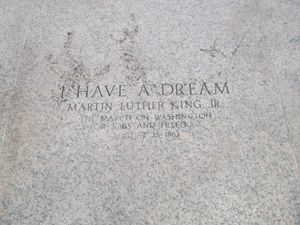 I HAVE A DREAM
MARTIN LUTHER KING, JR.
THE MARCH ON WASHINGTON
FOR JOBS AND FREEDOM
AUGUST 28, 1963